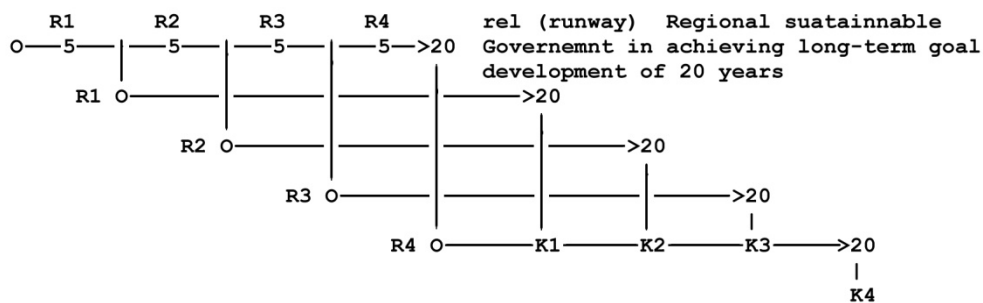 R1 R2 R3 R4 rel (runway) Regional suatainnable
O 5 5 5 5 >20 Governemnt in achieving long-term goal
development of 20 years
R1 O >20
R2 O >20
R3 O >20
R4 O K1 K2 K3 >20
K4